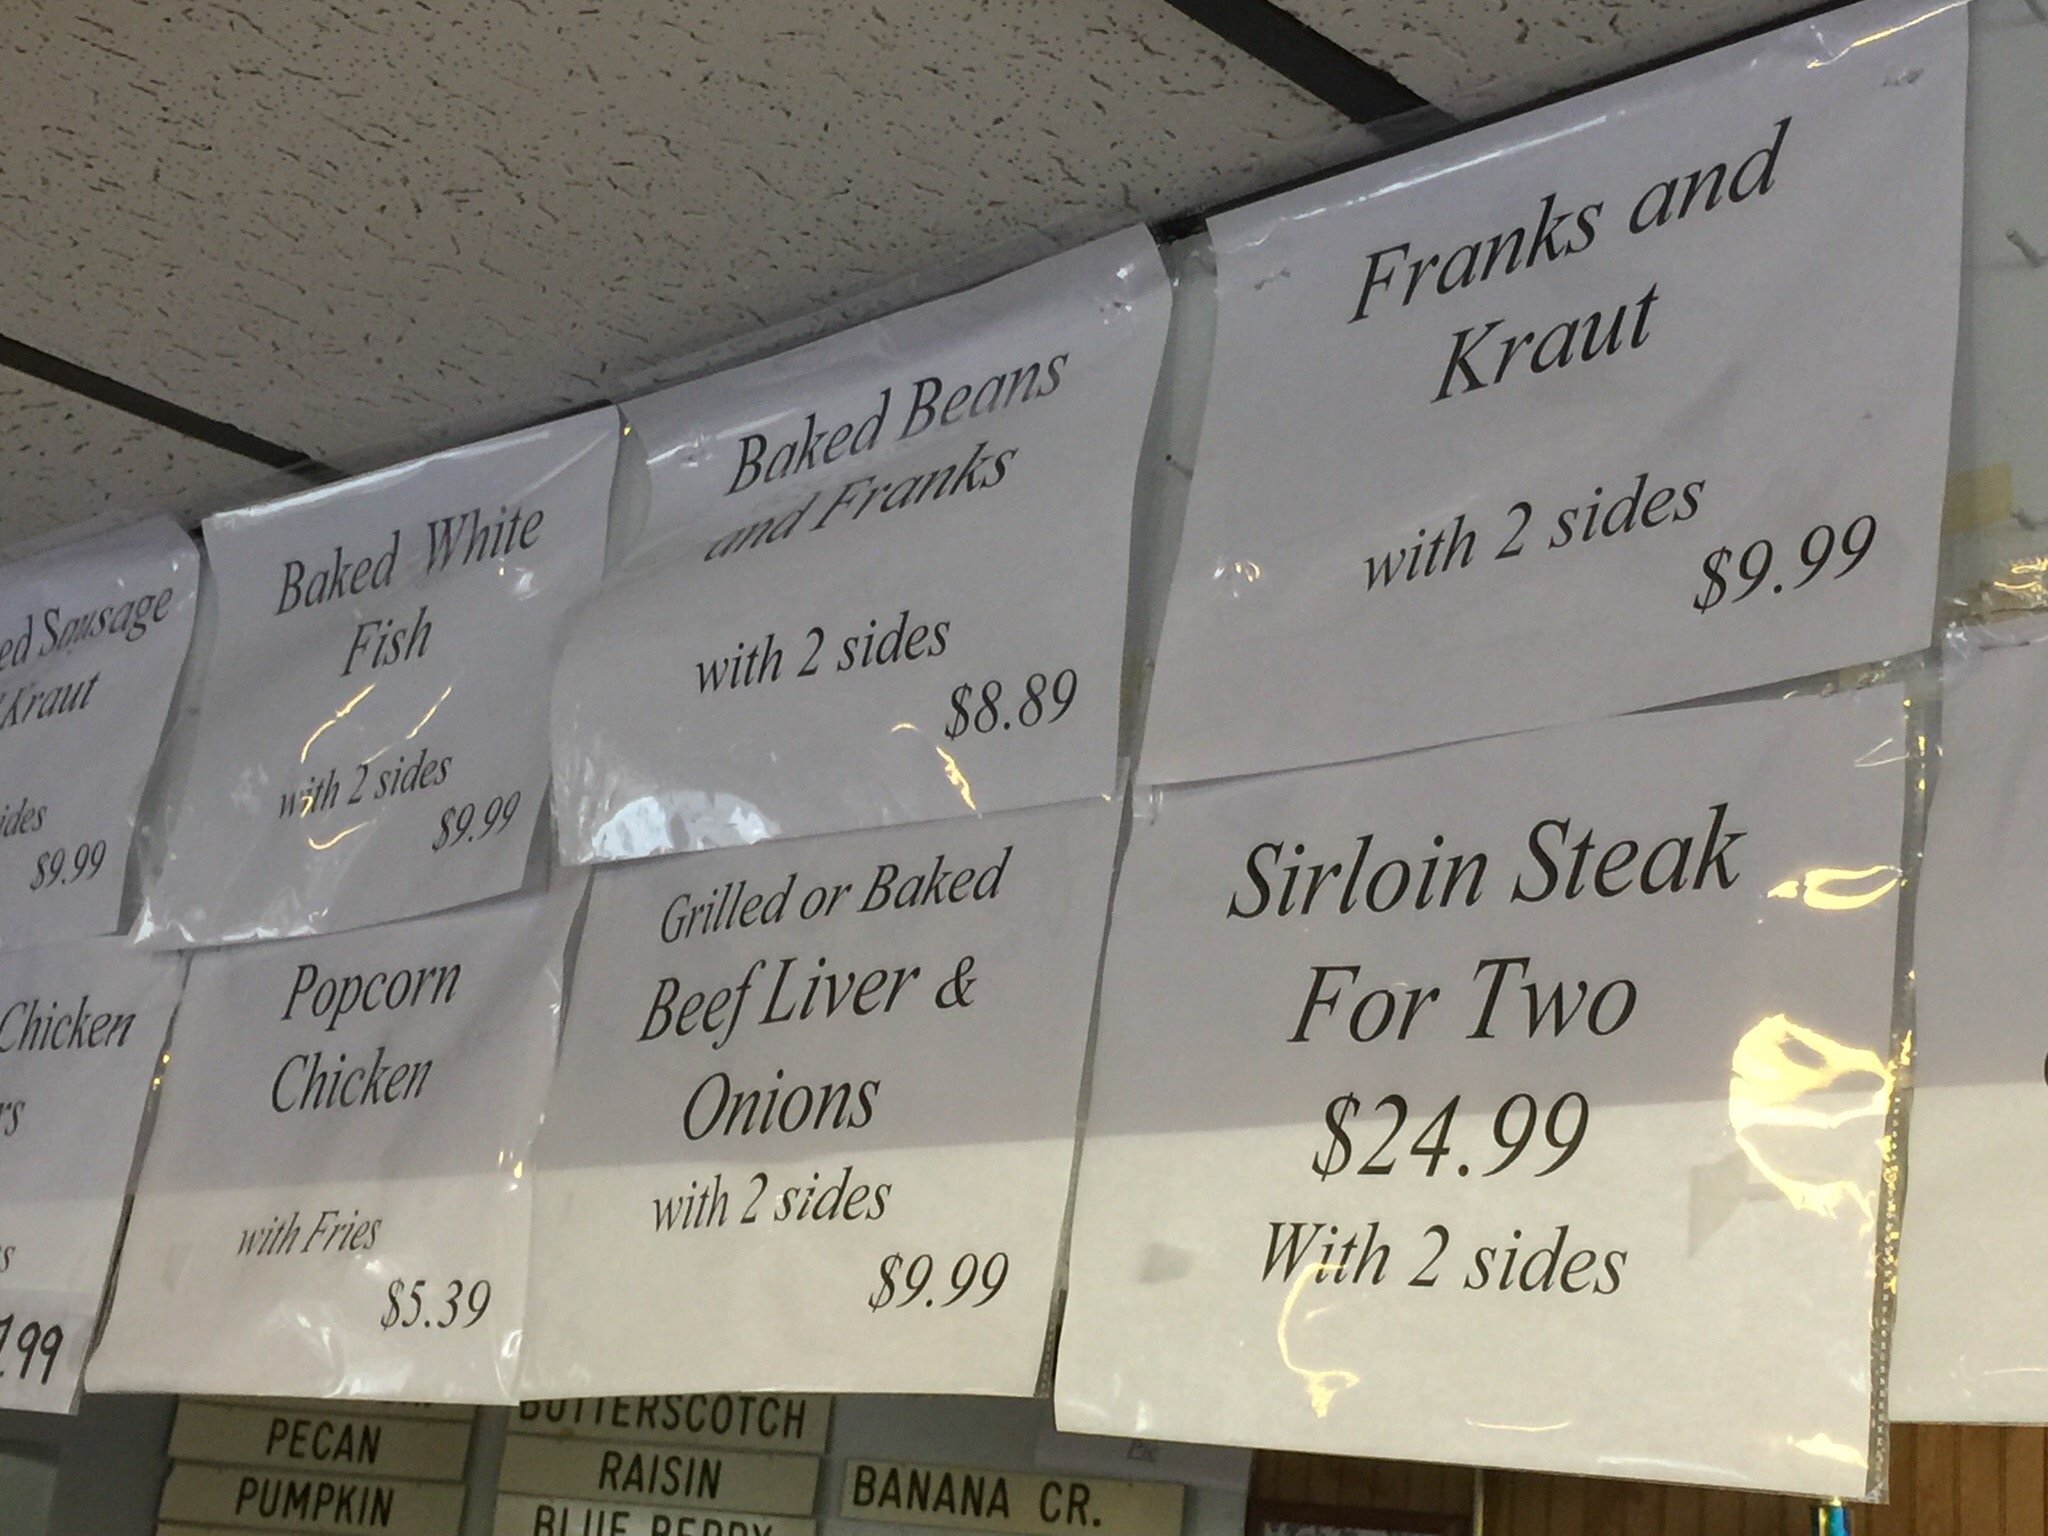 Sausage
Kraut
$9.99
Baked White
Fish
with 2 sides
$9.99
Baked Beans
and Franks
with 2 sides
$8.89
Franks and
Kraut
with 2 sides
$9.99
Chicken
.99
Popcorn
Chicken
with Fries
$5.39
Grilled or Baked
Beef Liver &
Onions
with 2 sides
$9.99
Sirloin Steak
For Two
$24.99
With 2 sides
PECAN
PUMPKIN
BUTTERSCOTCH
RAISIN
BLUE BERRY
BANANA CR.